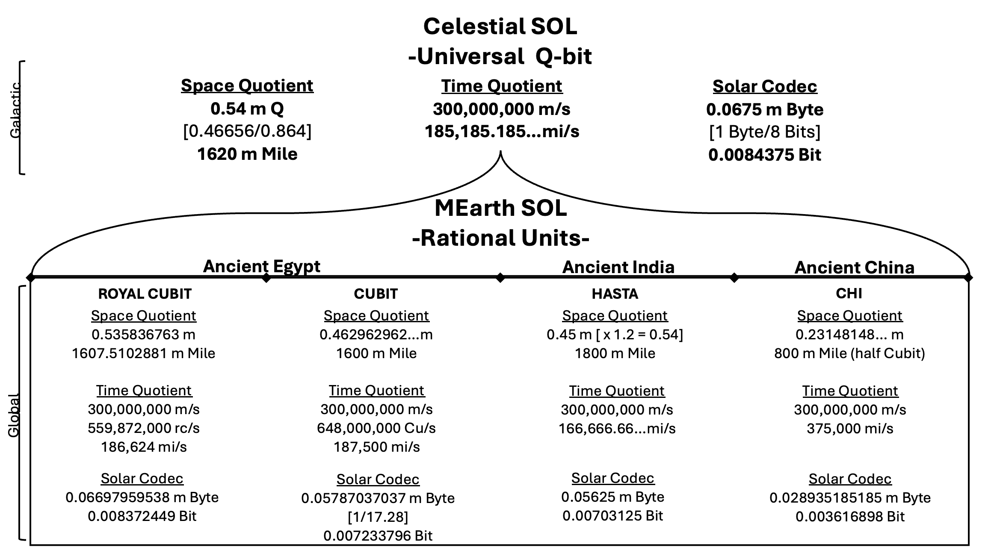 Celestial SOL
-Universal  Q-bit
Galactic
Space Quotient
0.54 m Q
[0.46656/0.864]
1620 m Mile
Time Quotient
300,000,000 m/s
185,185.185...mi/s
Solar Codec
0.0675 m Byte
[1 Byte/8 Bits]
0.0084375 Bit
MEarth SOL
-Rational Units-
Ancient Egypt
Ancient India
Ancient China
Global
ROYAL CUBIT
Space Quotient
0.535836763 m
1607.5102881 m Mile
Time Quotient
300,000,000 m/s
559,872,000 rc/s
186,624 mi/s
Solar Codec
0.06697959538 m Byte
0.008372449 Bit
CUBIT
Space Quotient
0.462962962...m
1600 m Mile
Time Quotient
300,000,000 m/s
648,000,000 Cu/s
187,500 mi/s
Solar Codec
0.05787037037 m Byte
[1/17.28]
0.007233796 Bit
HASTA
Space Quotient
0.45 m [ x 1.2 = 0.54]
1800 m Mile
Time Quotient
300,000,000 m/s
166,666.66...mi/s
Solar Codec
0.05625 m Byte
0.00703125 Bit
CHI
Space Quotient
0.23148148... m
800 m Mile (half Cubit)
Time Quotient
300,000,000 m/s
375,000 mi/s
Solar Codec
0.028935185185 m Byte
0.003616898 Bit